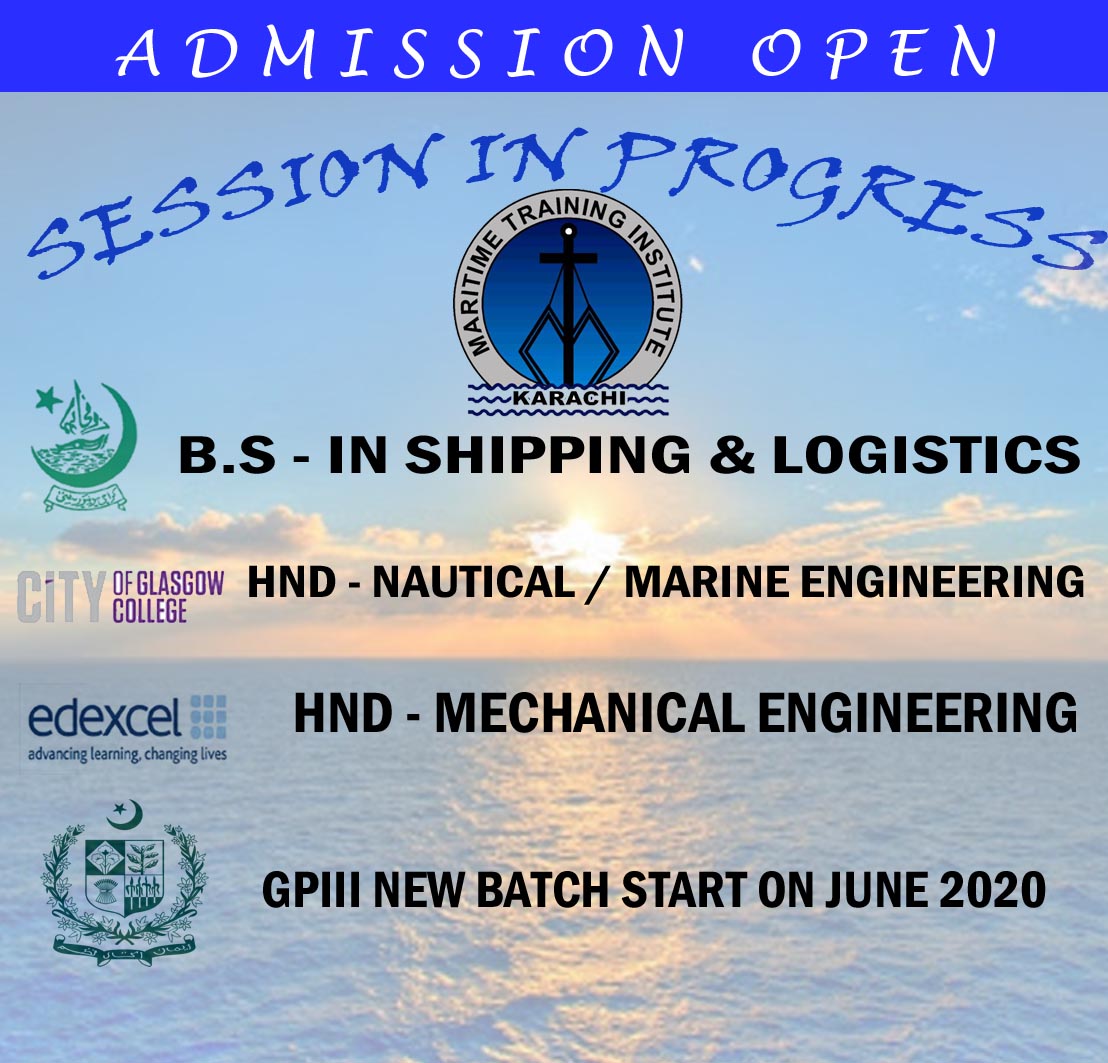 ADMISSION OPEN
SESSION IN PROGRESS
MARITIME TRAINING INSTITUTE
KARACHI
B.S - IN SHIPPING & LOGISTICS
CITY OF GLASGOW
COLLEGE
HND - NAUTICAL / MARINE ENGINEERING
edexcel
advancing learning, changing lives
HND - MECHANICAL ENGINEERING
GPIII NEW BATCH START ON JUNE 2020